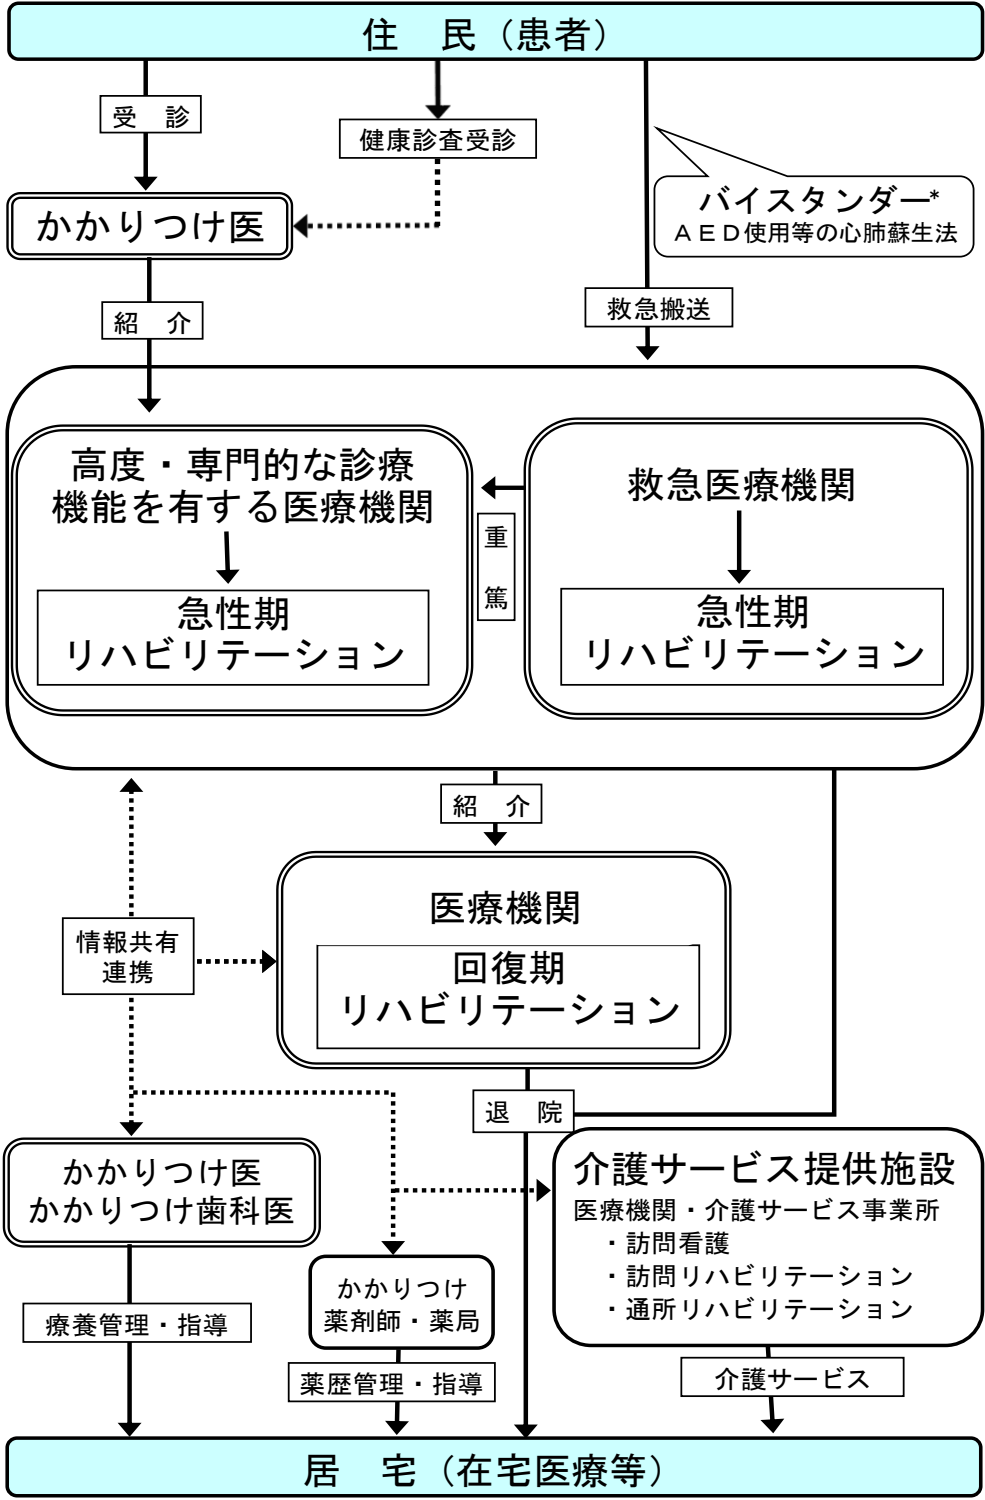 住　民（患者）
受　診
健康診査受診
バイスタンダー*
ＡＥＤ使用等の心肺蘇生法
かかりつけ医
紹　介
救急搬送
高度・専門的な診療
機能を有する医療機関
急性期
リハビリテーション
重
篤
救急医療機関
急性期
リハビリテーション
紹　介
医療機関
回復期
リハビリテーション
情報共有
連携
退　院
かかりつけ医
かかりつけ歯科医
介護サービス提供施設
医療機関・介護サービス事業所
・訪問看護
・訪問リハビリテーション
・通所リハビリテーション
かかりつけ
薬剤師・薬局
療養管理・指導
薬歴管理・指導
介護サービス
居　宅（在宅医療等）